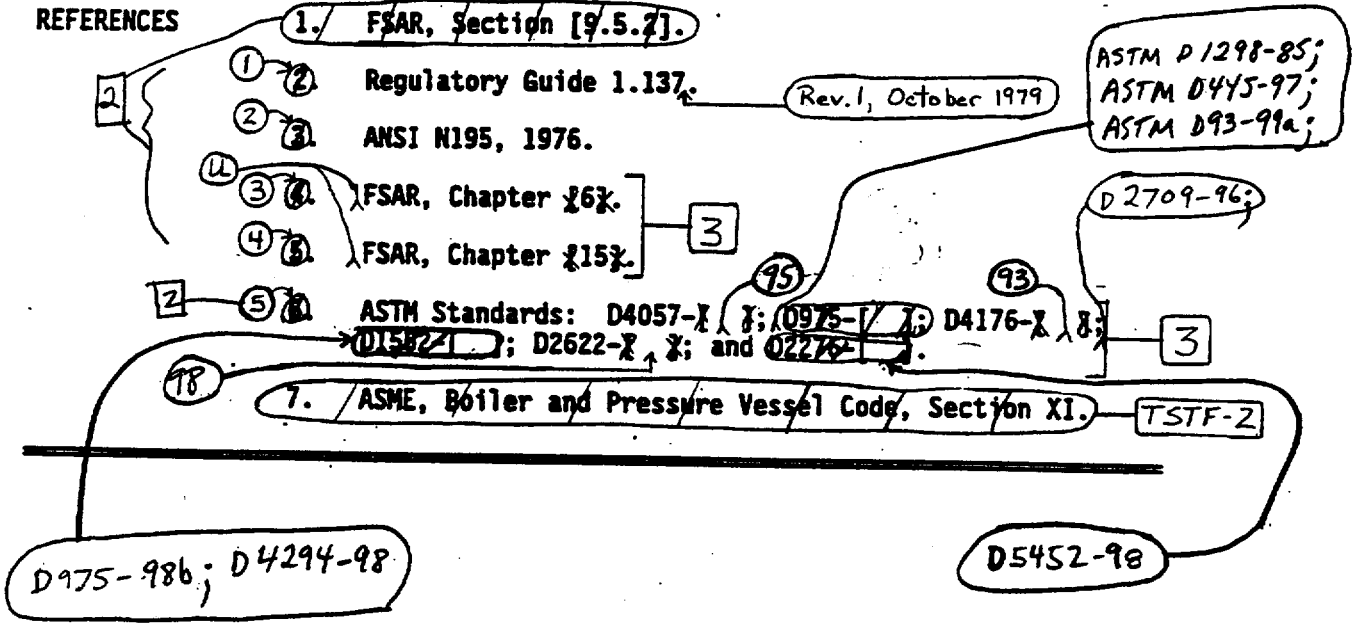 REFERENCES 1. FSAR, Section [9.5.2].
ASTM D1298-85;
ASTM D445-97;
ASTM D93-99a;
2
1 2. Regulatory Guide 1.137.
Rev.1, October 1979
2 3. ANSI N195, 1976.
U
3 4. FSAR, Chapter [6].
3
D2709-96;
4 5. FSAR, Chapter [15].
95
93
2 5 6. ASTM Standards: D4057-[ ]; D975-[ ]; D4176-[ ];
D1552-[ ]; D2622-[ ]; and D2276-[ ].
3
98
7. ASME, Boiler and Pressure Vessel Code, Section XI.
TSTF-2
D975-98b; D4294-98
D5452-98